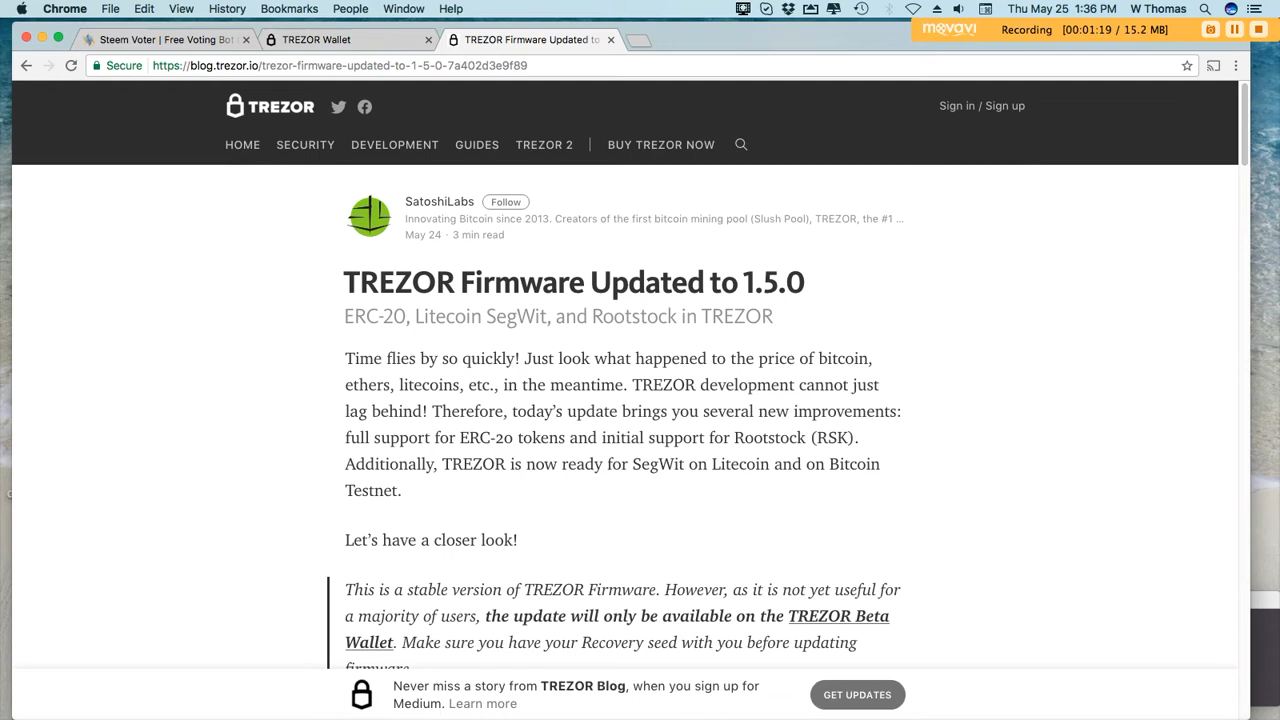 Chrome File Edit View History Bookmarks People Window Help Thu May 25 1:36 PM W Thomas
movavi Recording [00:01:19 / 15.2 MB]
Steem Voter | Free Voting Bot TREZOR Wallet TREZOR Firmware Updated to
Secure https://blog.trezor.io/trezor-firmware-updated-to-1-5-0-7a402d3e9f89
TREZOR Sign in / Sign up
HOME SECURITY DEVELOPMENT GUIDES TREZOR 2 | BUY TREZOR NOW
SatoshiLabs Follow
Innovating Bitcoin since 2013. Creators of the first bitcoin mining pool (Slush Pool), TREZOR, the #1 ...
May 24 · 3 min read
TREZOR Firmware Updated to 1.5.0
ERC-20, Litecoin SegWit, and Rootstock in TREZOR
Time flies by so quickly! Just look what happened to the price of bitcoin,
ethers, litecoins, etc., in the meantime. TREZOR development cannot just
lag behind! Therefore, today’s update brings you several new improvements:
full support for ERC-20 tokens and initial support for Rootstock (RSK).
Additionally, TREZOR is now ready for SegWit on Litecoin and on Bitcoin
Testnet.
Let’s have a closer look!
This is a stable version of TREZOR Firmware. However, as it is not yet useful for
a majority of users, the update will only be available on the TREZOR Beta
Wallet. Make sure you have your Recovery seed with you before updating
firmware.
Never miss a story from TREZOR Blog, when you sign up for
Medium. Learn more
GET UPDATES